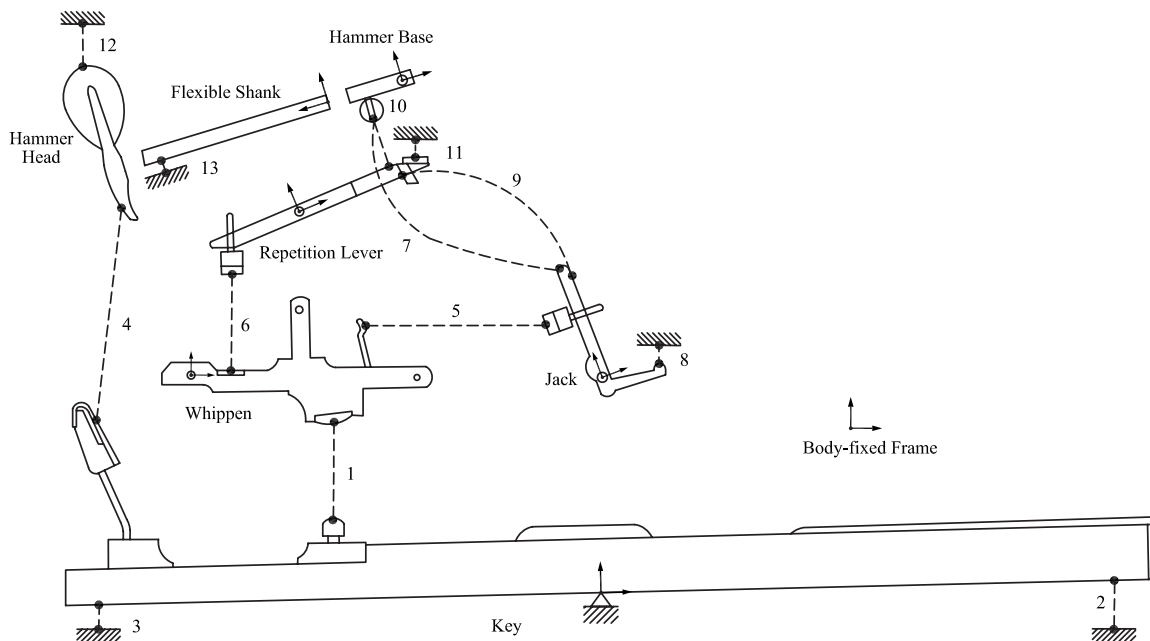 12
Hammer Base
Flexible Shank
10
Hammer
Head
13
11
9
7
Repetition Lever
4
6
5
8
Jack
Whippen
Body-fixed Frame
1
2
3
Key